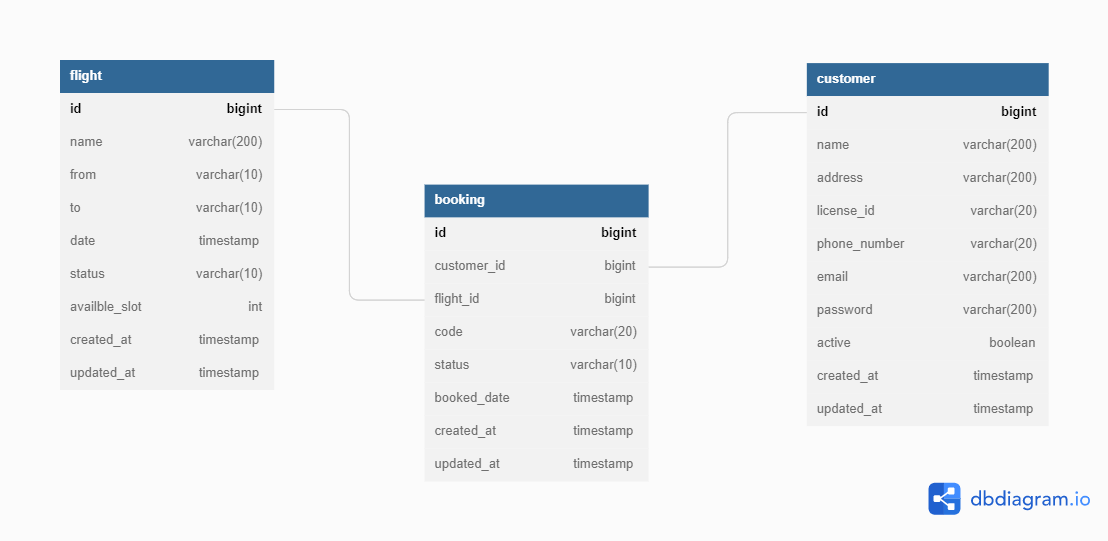 flight
id bigint
name varchar(200)
from varchar(10)
to varchar(10)
date timestamp
status varchar(10)
availble_slot int
created_at timestamp
updated_at timestamp
booking
id bigint
customer_id bigint
flight_id bigint
code varchar(20)
status varchar(10)
booked_date timestamp
created_at timestamp
updated_at timestamp
customer
id bigint
name varchar(200)
address varchar(200)
license_id varchar(20)
phone_number varchar(20)
email varchar(200)
password varchar(200)
active boolean
created_at timestamp
updated_at timestamp
dbdiagram.io